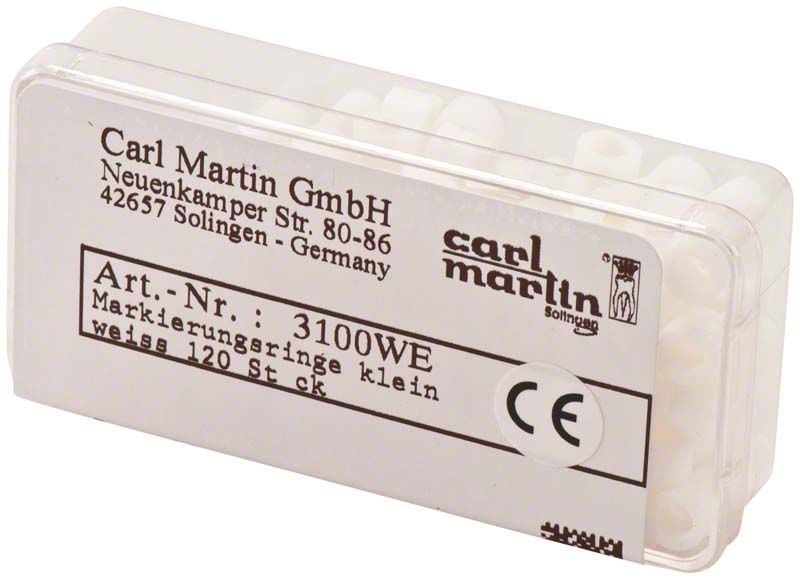 Carl Martin GmbH
Neuenkamper Str. 80-86
42657 Solingen - Germany
carl
martin
Solingen
Art.-Nr.: 3100WE
Markierungsringe klein
weiss 120 St ck
CE